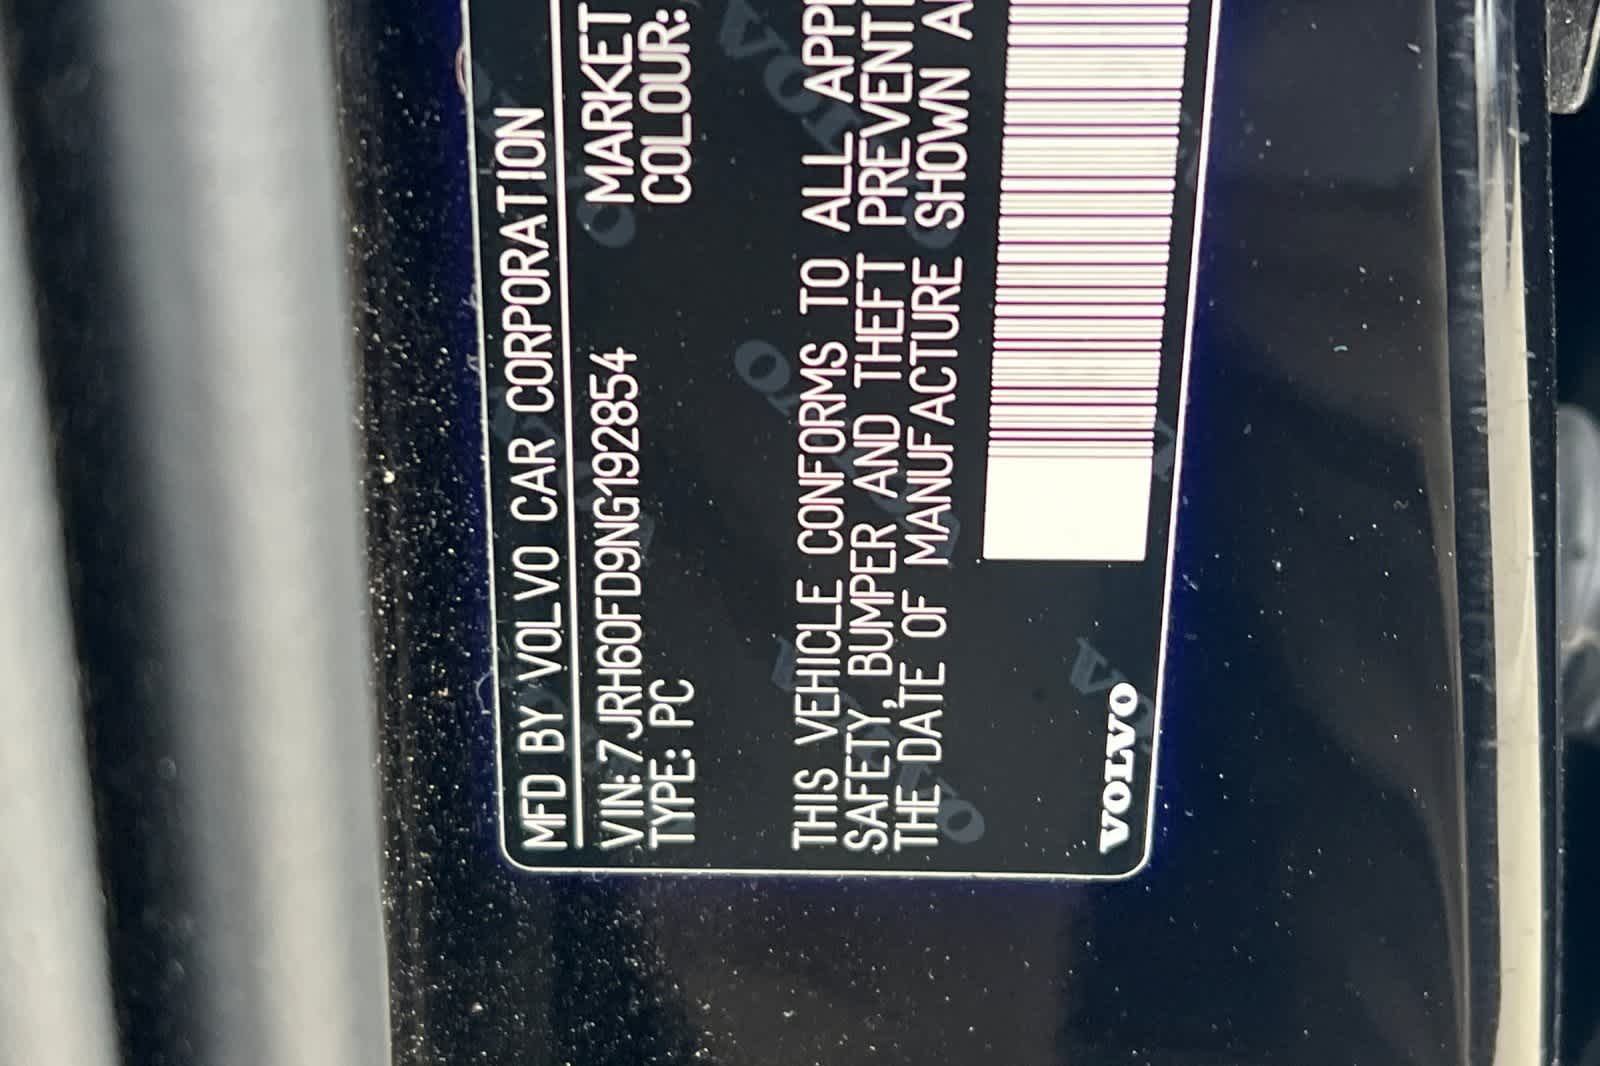 MFD BY VOLVO CAR CORPORATION
VIN: 7JRH60FD9NG192854 MARKET
TYPE: PC COLOUR:
THIS VEHICLE CONFORMS TO ALL
SAFETY, BUMPER AND THEFT
THE DATE OF MANUFACTURE SHOWN
VOLVO